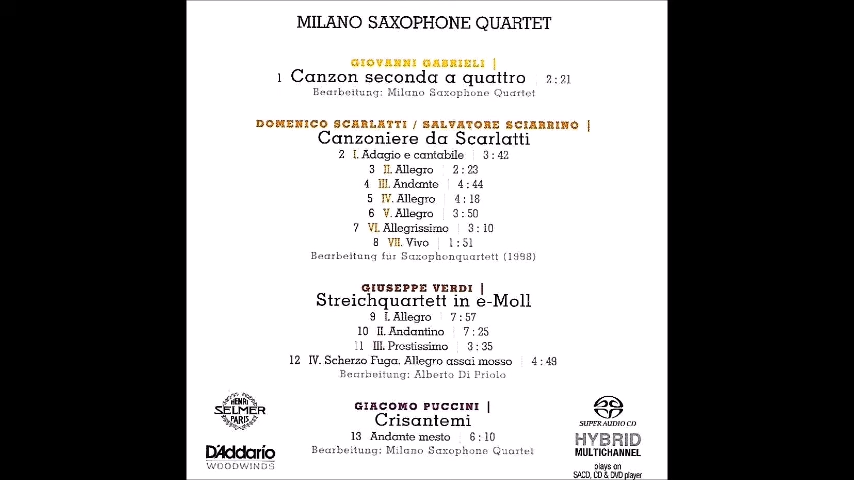 MILANO SAXOPHONE QUARTET
GIOVANNI GABRIELI |
1 Canzon seconda a quattro | 2:21
Bearbeitung: Milano Saxophone Quartet
DOMENICO SCARLATTI / SALVATORE SCIARRINO |
Canzoniere da Scarlatti
2 I. Adagio e cantabile | 3:42
3 II. Allegro | 2:23
4 III. Andante | 4:44
5 IV. Allegro | 4:18
6 V. Allegro | 3:50
7 VI. Allegrissimo | 3:10
8 VII. Vivo | 1:51
Bearbeitung für Saxophonquartett (1998)
GIUSEPPE VERDI |
Streichquartett in e-Moll
9 I. Allegro | 7:57
10 II. Andantino | 7:25
11 III. Prestissimo | 3:35
12 IV. Scherzo Fuga. Allegro assai mosso | 4:49
Bearbeitung: Alberto Di Priolo
GIACOMO PUCCINI |
Crisantemi
13 Andante mesto | 6:10
Bearbeitung: Milano Saxophone Quartet
HENRI
SELMER
PARIS
D'Addario
WOODWINDS
SUPER AUDIO CD
HYBRID
MULTICHANNEL
plays on
SACD, CD & DVD player